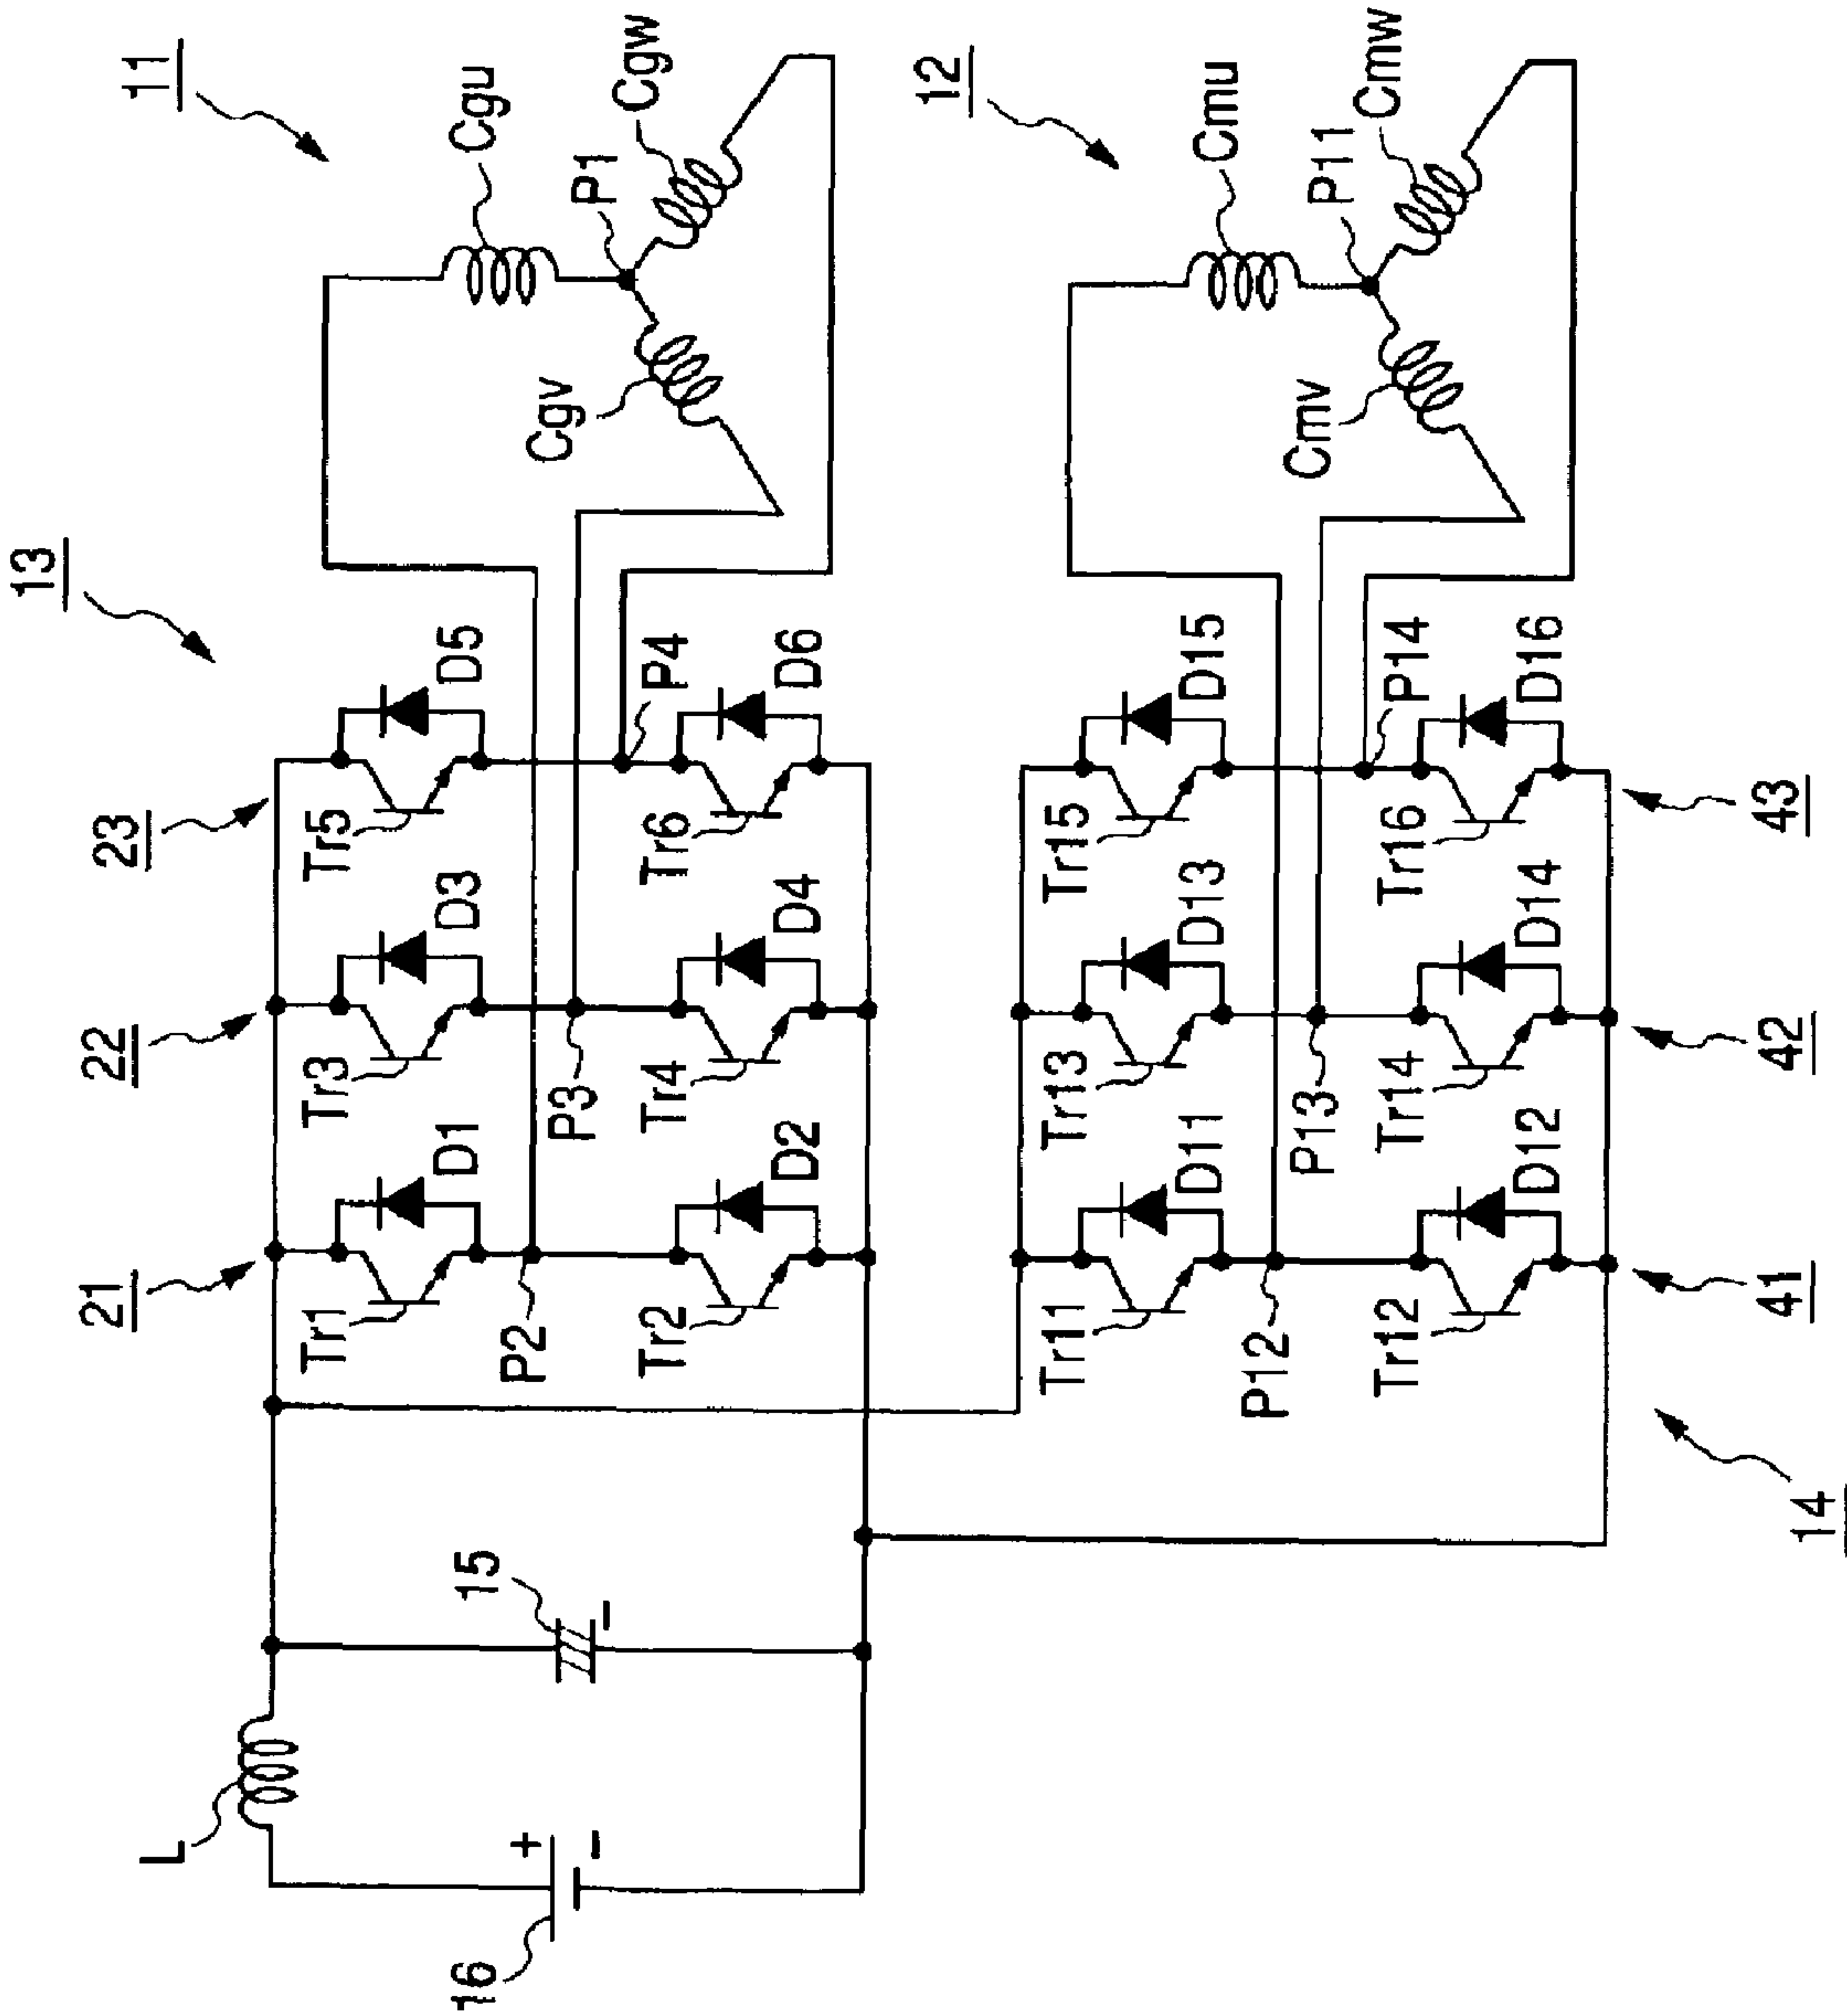 13
11
21
22
23
Cgu
Cgw
L
Tr1
D1
Tr3
D3
Tr5
D5
P1
16
+
-
15
-
P2
P3
P4
Cgv
Tr2
D2
Tr4
D4
Tr6
D6
12
Cmu
Cmw
Tr11
D11
Tr13
D13
Tr15
D15
P11
P12
P13
P14
Cmv
Tr12
D12
Tr14
D14
Tr16
D16
14
41
42
43